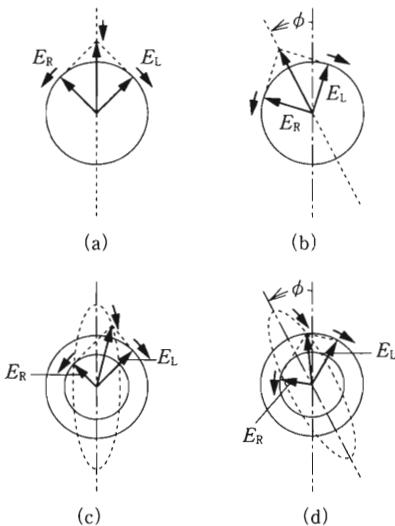 ϕ
E_R E_L
E_L
E_R
(a) (b)
ϕ
E_R E_L E_L
E_R
(c) (d)